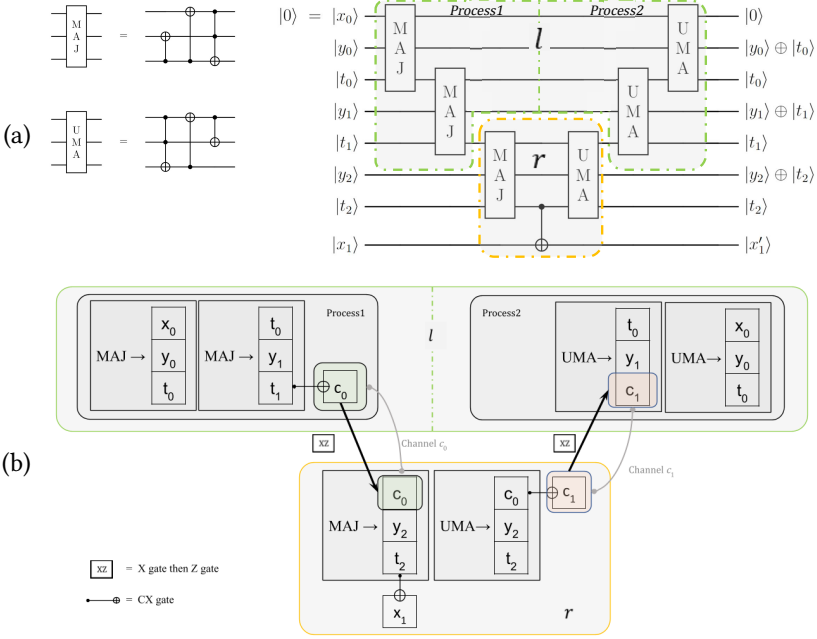 M A J
=
U M A
=
(a)
|0⟩ = |x₀⟩
|y₀⟩
|t₀⟩
|y₁⟩
|t₁⟩
|y₂⟩
|t₂⟩
|x₁⟩
M A J
M A J
M A J
Process1
l
Process2
r
U M A
U M A
U M A
|0⟩
|y₀⟩ ⊕ |t₀⟩
|t₀⟩
|y₁⟩ ⊕ |t₁⟩
|t₁⟩
|y₂⟩ ⊕ |t₂⟩
|t₂⟩
|x₁′⟩
(b)
Process1
MAJ→
x₀
y₀
t₀
MAJ→
t₀
y₁
t₁
c₀
l
Process2
UMA→
t₀
y₁
c₁
UMA→
x₀
y₀
t₀
XZ
Channel c₀
XZ
Channel c₁
MAJ→
c₀
y₂
t₂
x₁
UMA→
c₀
y₂
t₂
c₁
r
XZ = X gate then Z gate
= CX gate